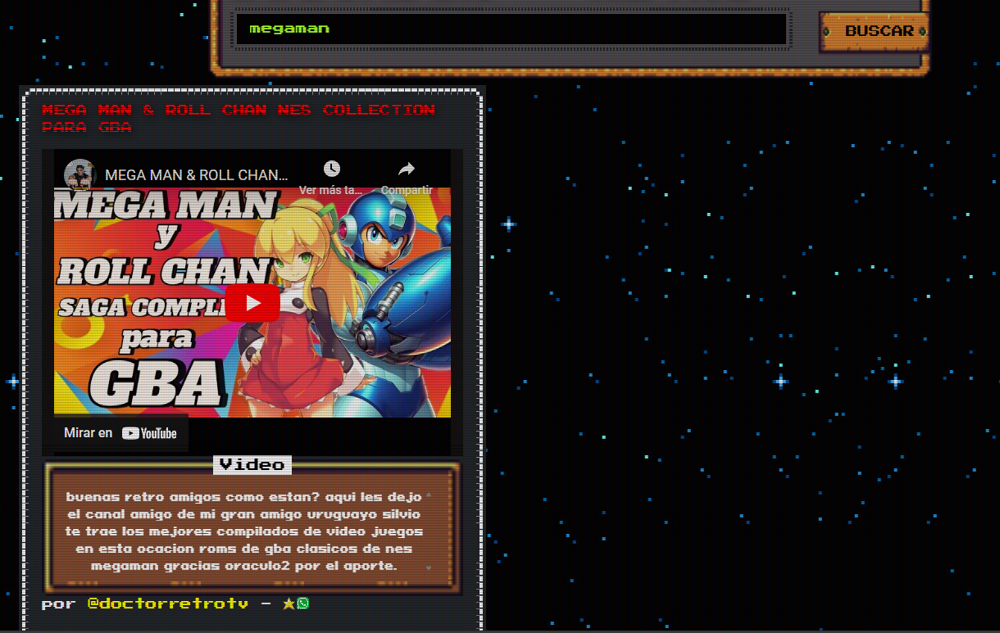 megaman
BUSCAR
MEGA MAN & ROLL CHAN NES COLLECTION
PARA GBA
MEGA MAN & ROLL CHAN...
Ver más ta...
Compartir
MEGA MAN
y
ROLL CHAN
SAGA COMPLE
para
GBA
Mirar en YouTube
Video
buenas retro amigos como estan? aqui les dejo
el canal amigo de mi gran amigo uruguayo silvio
te trae los mejores compilados de video juegos
en esta ocacion roms de gba clasicos de nes
megaman gracias oraculo2 por el aporte.
por @doctorretrotv -